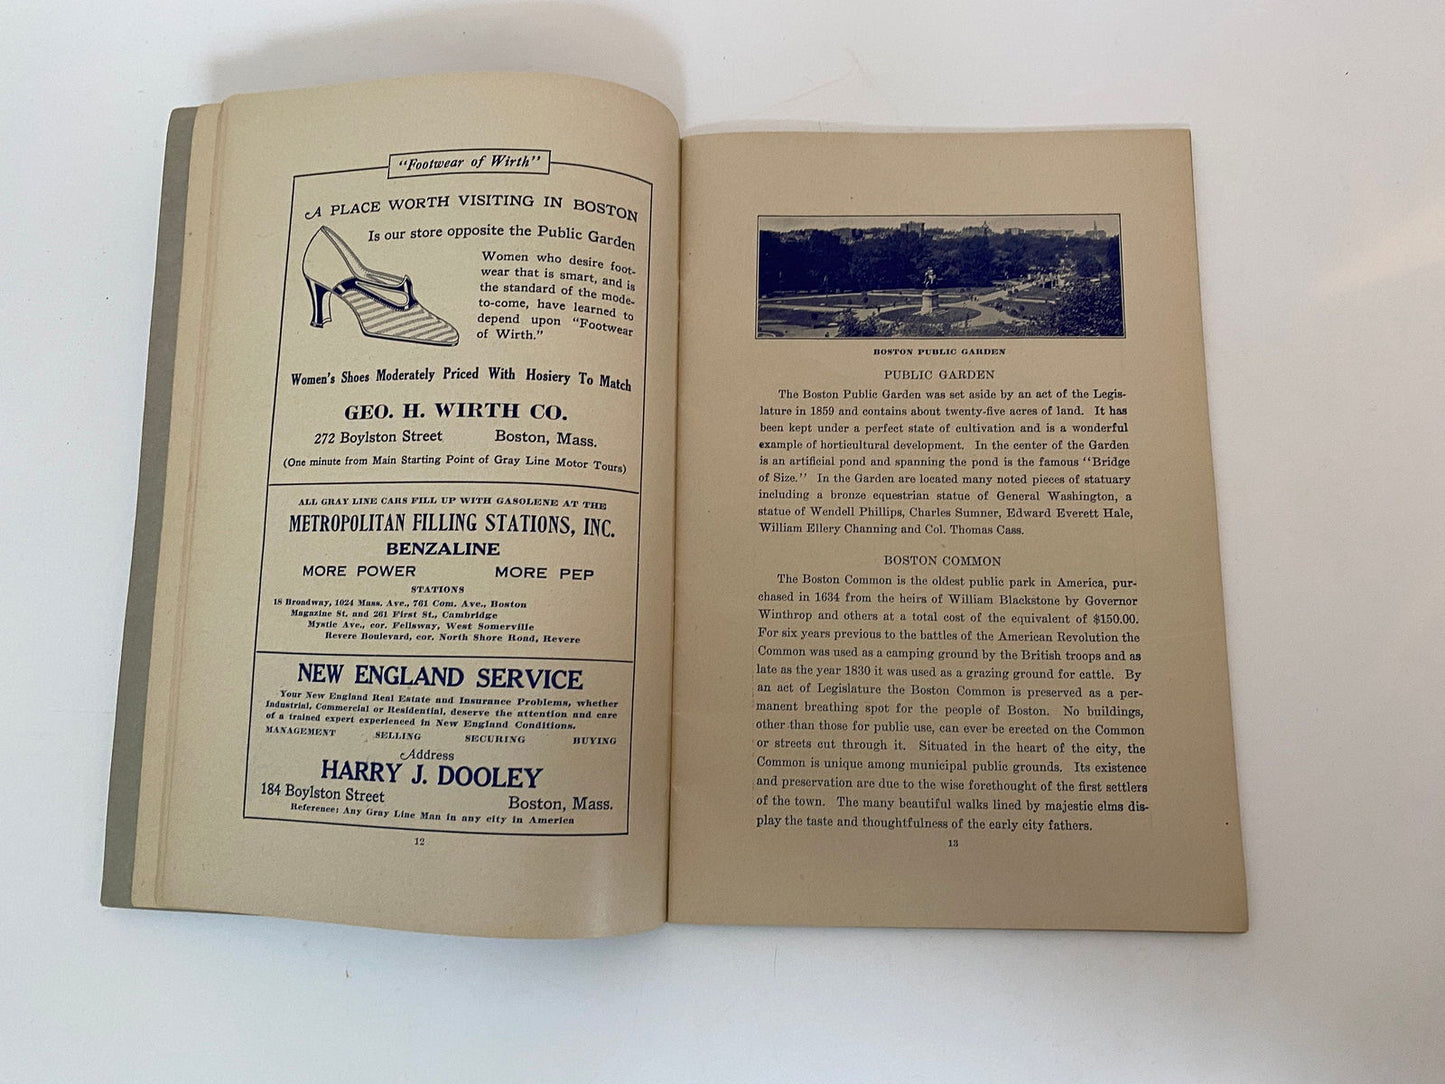 "Footwear of Wirth"
A PLACE WORTH VISITING IN BOSTON
Is our store opposite the Public Garden
Women who desire foot-
wear that is smart, and is
the standard of the mode-
to-come, have learned to
depend upon "Footwear
of Wirth."
Women's Shoes Moderately Priced With Hosiery To Match
GEO. H. WIRTH CO.
272 Boylston Street Boston, Mass.
(One minute from Main Starting Point of Gray Line Motor Tours)
ALL GRAY LINE CARS FILL UP WITH GASOLENE AT THE
METROPOLITAN FILLING STATIONS, INC.
BENZALINE
MORE POWER MORE PEP
STATIONS
18 Broadway, 1024 Mass. Ave., 761 Com. Ave., Boston
Magazine St. and 261 First St., Cambridge
Mystic Ave., cor. Fellsway, West Somerville
Revere Boulevard, cor. North Shore Road, Revere
NEW ENGLAND SERVICE
Your New England Real Estate and Insurance Problems, whether
Industrial, Commercial or Residential, deserve the attention and care
of a trained expert experienced in New England Conditions.
MANAGEMENT SELLING SECURING BUYING
Address
HARRY J. DOOLEY
184 Boylston Street Boston, Mass.
Reference: Any Gray Line Man in any city in America
12
BOSTON PUBLIC GARDEN
PUBLIC GARDEN
The Boston Public Garden was set aside by an act of the Legis-
lature in 1859 and contains about twenty-five acres of land. It has
been kept under a perfect state of cultivation and is a wonderful
example of horticultural development. In the center of the Garden
is an artificial pond and spanning the pond is the famous "Bridge
of Size." In the Garden are located many noted pieces of statuary
including a bronze equestrian statue of General Washington, a
statue of Wendell Phillips, Charles Sumner, Edward Everett Hale,
William Ellery Channing and Col. Thomas Cass.
BOSTON COMMON
The Boston Common is the oldest public park in America, pur-
chased in 1634 from the heirs of William Blackstone by Governor
Winthrop and others at a total cost of the equivalent of $150.00.
For six years previous to the battles of the American Revolution the
Common was used as a camping ground by the British troops and as
late as the year 1830 it was used as a grazing ground for cattle. By
an act of Legislature the Boston Common is preserved as a per-
manent breathing spot for the people of Boston. No buildings,
other than those for public use, can ever be erected on the Common
or streets cut through it. Situated in the heart of the city, the
Common is unique among municipal public grounds. Its existence
and preservation are due to the wise forethought of the first settlers
of the town. The many beautiful walks lined by majestic elms dis-
play the taste and thoughtfulness of the early city fathers.
13